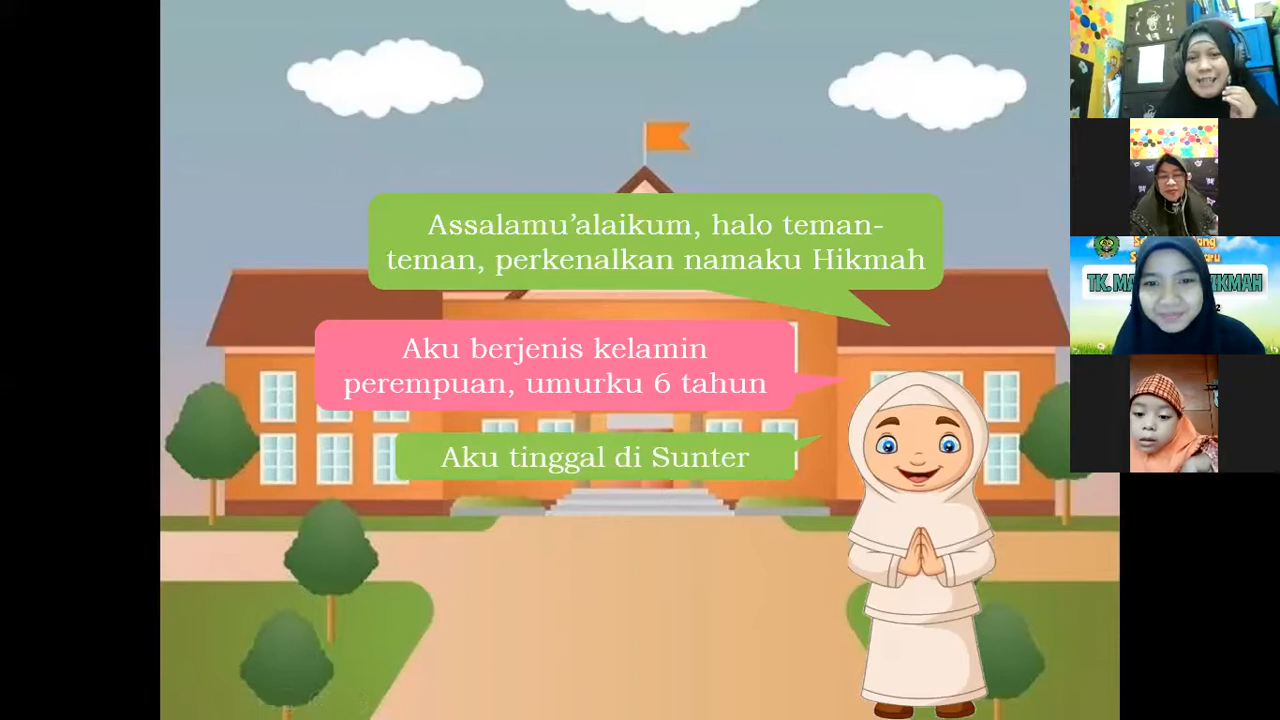 Assalamu’alaikum, halo teman-
teman, perkenalkan namaku Hikmah
Aku berjenis kelamin
perempuan, umurku 6 tahun
Aku tinggal di Sunter
TK. MA